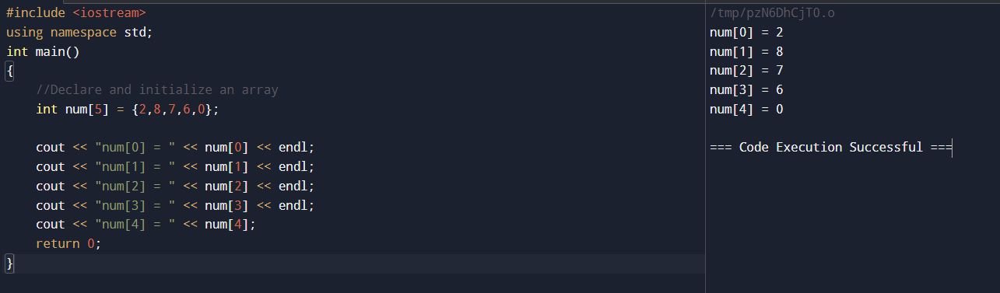 #include <iostream>
using namespace std;
int main()
{
    //Declare and initialize an array
    int num[5] = {2,8,7,6,0};

    cout << "num[0] = " << num[0] << endl;
    cout << "num[1] = " << num[1] << endl;
    cout << "num[2] = " << num[2] << endl;
    cout << "num[3] = " << num[3] << endl;
    cout << "num[4] = " << num[4];
    return 0;
}
/tmp/pzN6DhCjT0.o
num[0] = 2
num[1] = 8
num[2] = 7
num[3] = 6
num[4] = 0

=== Code Execution Successful ===